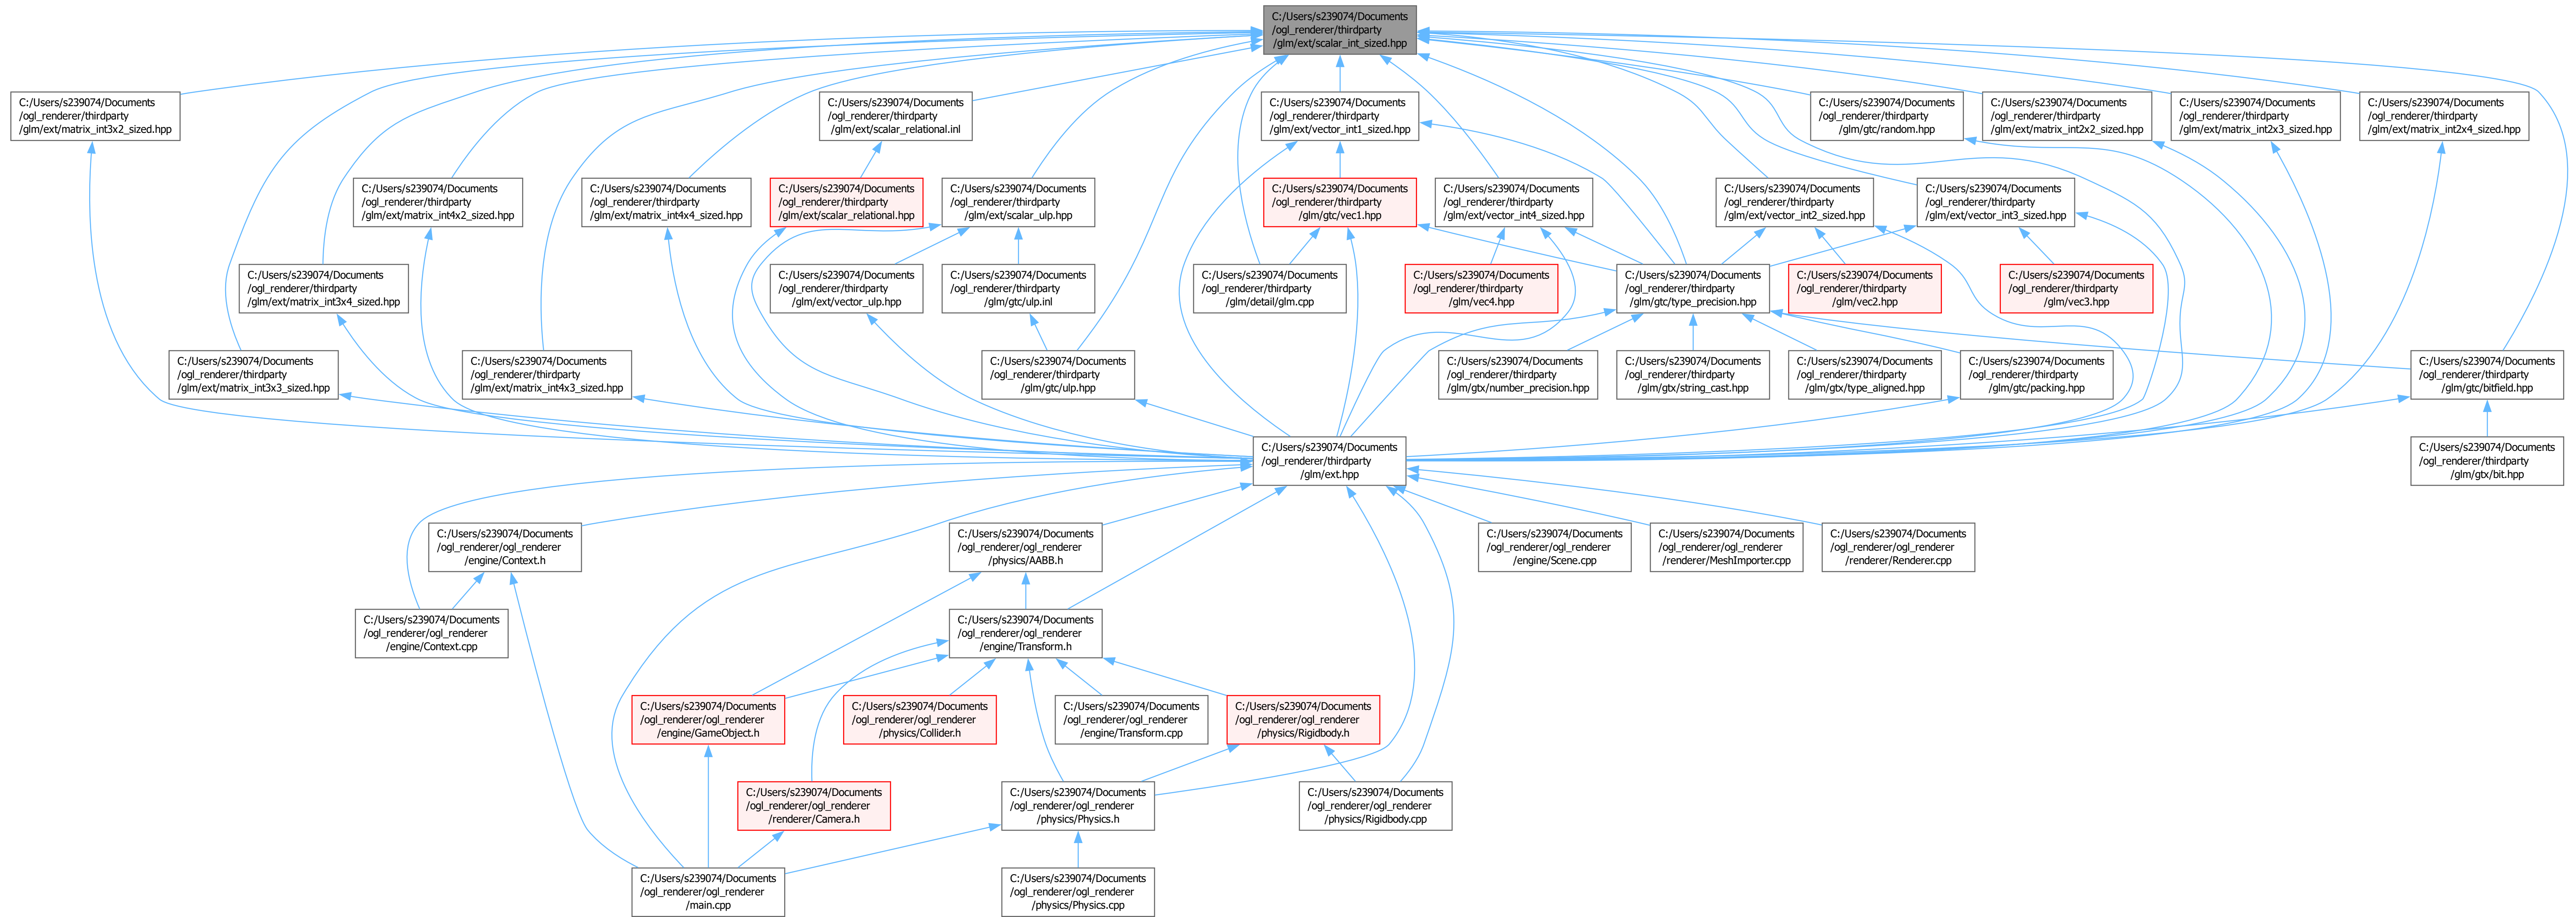 C:/Users/s239074/Documents
/ogl_renderer/thirdparty
/glm/ext/scalar_int_sized.hpp
C:/Users/s239074/Documents
/ogl_renderer/thirdparty
/glm/ext/matrix_int3x2_sized.hpp
C:/Users/s239074/Documents
/ogl_renderer/thirdparty
/glm/ext/scalar_relational.inl
C:/Users/s239074/Documents
/ogl_renderer/thirdparty
/glm/ext/vector_int1_sized.hpp
C:/Users/s239074/Documents
/ogl_renderer/thirdparty
/glm/gtc/random.hpp
C:/Users/s239074/Documents
/ogl_renderer/thirdparty
/glm/ext/matrix_int2x2_sized.hpp
C:/Users/s239074/Documents
/ogl_renderer/thirdparty
/glm/ext/matrix_int2x3_sized.hpp
C:/Users/s239074/Documents
/ogl_renderer/thirdparty
/glm/ext/matrix_int2x4_sized.hpp
C:/Users/s239074/Documents
/ogl_renderer/thirdparty
/glm/ext/matrix_int4x2_sized.hpp
C:/Users/s239074/Documents
/ogl_renderer/thirdparty
/glm/ext/matrix_int4x4_sized.hpp
C:/Users/s239074/Documents
/ogl_renderer/thirdparty
/glm/ext/scalar_relational.hpp
C:/Users/s239074/Documents
/ogl_renderer/thirdparty
/glm/ext/scalar_ulp.hpp
C:/Users/s239074/Documents
/ogl_renderer/thirdparty
/glm/gtc/vec1.hpp
C:/Users/s239074/Documents
/ogl_renderer/thirdparty
/glm/ext/vector_int4_sized.hpp
C:/Users/s239074/Documents
/ogl_renderer/thirdparty
/glm/ext/vector_int2_sized.hpp
C:/Users/s239074/Documents
/ogl_renderer/thirdparty
/glm/ext/vector_int3_sized.hpp
C:/Users/s239074/Documents
/ogl_renderer/thirdparty
/glm/ext/matrix_int3x4_sized.hpp
C:/Users/s239074/Documents
/ogl_renderer/thirdparty
/glm/ext/vector_ulp.hpp
C:/Users/s239074/Documents
/ogl_renderer/thirdparty
/glm/gtc/ulp.inl
C:/Users/s239074/Documents
/ogl_renderer/thirdparty
/glm/detail/glm.cpp
C:/Users/s239074/Documents
/ogl_renderer/thirdparty
/glm/vec4.hpp
C:/Users/s239074/Documents
/ogl_renderer/thirdparty
/glm/gtc/type_precision.hpp
C:/Users/s239074/Documents
/ogl_renderer/thirdparty
/glm/vec2.hpp
C:/Users/s239074/Documents
/ogl_renderer/thirdparty
/glm/vec3.hpp
C:/Users/s239074/Documents
/ogl_renderer/thirdparty
/glm/ext/matrix_int3x3_sized.hpp
C:/Users/s239074/Documents
/ogl_renderer/thirdparty
/glm/ext/matrix_int4x3_sized.hpp
C:/Users/s239074/Documents
/ogl_renderer/thirdparty
/glm/gtc/ulp.hpp
C:/Users/s239074/Documents
/ogl_renderer/thirdparty
/glm/gtx/number_precision.hpp
C:/Users/s239074/Documents
/ogl_renderer/thirdparty
/glm/gtx/string_cast.hpp
C:/Users/s239074/Documents
/ogl_renderer/thirdparty
/glm/gtx/type_aligned.hpp
C:/Users/s239074/Documents
/ogl_renderer/thirdparty
/glm/gtc/packing.hpp
C:/Users/s239074/Documents
/ogl_renderer/thirdparty
/glm/gtc/bitfield.hpp
C:/Users/s239074/Documents
/ogl_renderer/thirdparty
/glm/ext.hpp
C:/Users/s239074/Documents
/ogl_renderer/thirdparty
/glm/gtx/bit.hpp
C:/Users/s239074/Documents
/ogl_renderer/ogl_renderer
/engine/Context.h
C:/Users/s239074/Documents
/ogl_renderer/ogl_renderer
/physics/AABB.h
C:/Users/s239074/Documents
/ogl_renderer/ogl_renderer
/engine/Scene.cpp
C:/Users/s239074/Documents
/ogl_renderer/ogl_renderer
/renderer/MeshImporter.cpp
C:/Users/s239074/Documents
/ogl_renderer/ogl_renderer
/renderer/Renderer.cpp
C:/Users/s239074/Documents
/ogl_renderer/ogl_renderer
/engine/Context.cpp
C:/Users/s239074/Documents
/ogl_renderer/ogl_renderer
/engine/Transform.h
C:/Users/s239074/Documents
/ogl_renderer/ogl_renderer
/engine/GameObject.h
C:/Users/s239074/Documents
/ogl_renderer/ogl_renderer
/physics/Collider.h
C:/Users/s239074/Documents
/ogl_renderer/ogl_renderer
/engine/Transform.cpp
C:/Users/s239074/Documents
/ogl_renderer/ogl_renderer
/physics/Rigidbody.h
C:/Users/s239074/Documents
/ogl_renderer/ogl_renderer
/renderer/Camera.h
C:/Users/s239074/Documents
/ogl_renderer/ogl_renderer
/physics/Physics.h
C:/Users/s239074/Documents
/ogl_renderer/ogl_renderer
/physics/Rigidbody.cpp
C:/Users/s239074/Documents
/ogl_renderer/ogl_renderer
/main.cpp
C:/Users/s239074/Documents
/ogl_renderer/ogl_renderer
/physics/Physics.cpp